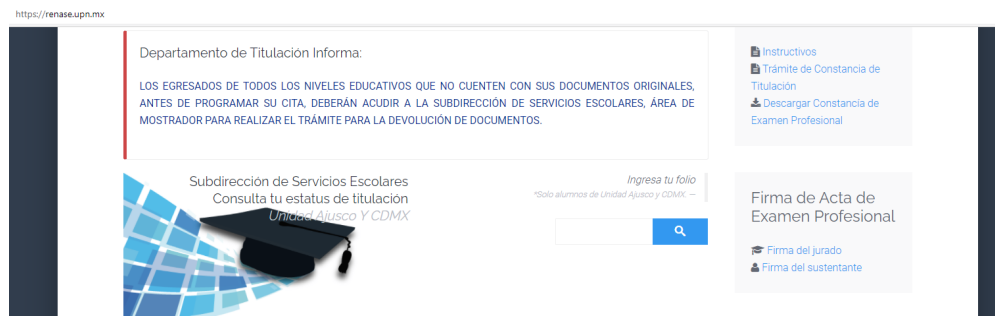 https://renase.upn.mx
Departamento de Titulación Informa:
LOS EGRESADOS DE TODOS LOS NIVELES EDUCATIVOS QUE NO CUENTEN CON SUS DOCUMENTOS ORIGINALES,
ANTES DE PROGRAMAR SU CITA, DEBERÁN ACUDIR A LA SUBDIRECCIÓN DE SERVICIOS ESCOLARES, ÁREA DE
MOSTRADOR PARA REALIZAR EL TRÁMITE PARA LA DEVOLUCIÓN DE DOCUMENTOS.
Subdirección de Servicios Escolares
Consulta tu estatus de titulación
Unidad Ajusco Y CDMX
Ingresa tu folio
*Solo alumnos de Unidad Ajusco y CDMX. —
Instructivos
Trámite de Constancia de
Titulación
Descargar Constancia de
Examen Profesional
Firma de Acta de
Examen Profesional
Firma del jurado
Firma del sustentante